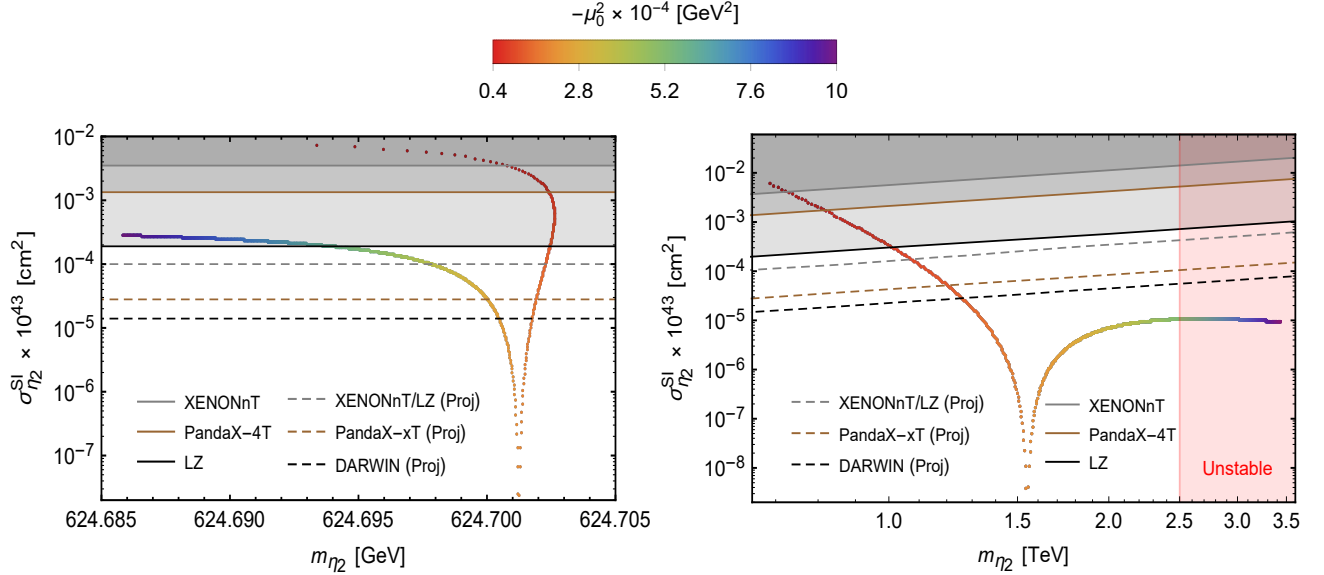 −μ₀² × 10⁻⁴ [GeV²]
0.4 2.8 5.2 7.6 10
σ_η₂^SI × 10⁴³ [cm²]
10⁻²
10⁻³
10⁻⁴
10⁻⁵
10⁻⁶
10⁻⁷
XENONnT
PandaX−4T
LZ
XENONnT/LZ (Proj)
PandaX−xT (Proj)
DARWIN (Proj)
624.685 624.690 624.695 624.700 624.705
m_η₂ [GeV]
σ_η₂^SI × 10⁴³ [cm²]
10⁻²
10⁻³
10⁻⁴
10⁻⁵
10⁻⁶
10⁻⁷
10⁻⁸
XENONnT/LZ (Proj)
PandaX−xT (Proj)
DARWIN (Proj)
XENONnT
PandaX−4T
LZ
Unstable
1.0 1.5 2.0 2.5 3.0 3.5
m_η₂ [TeV]